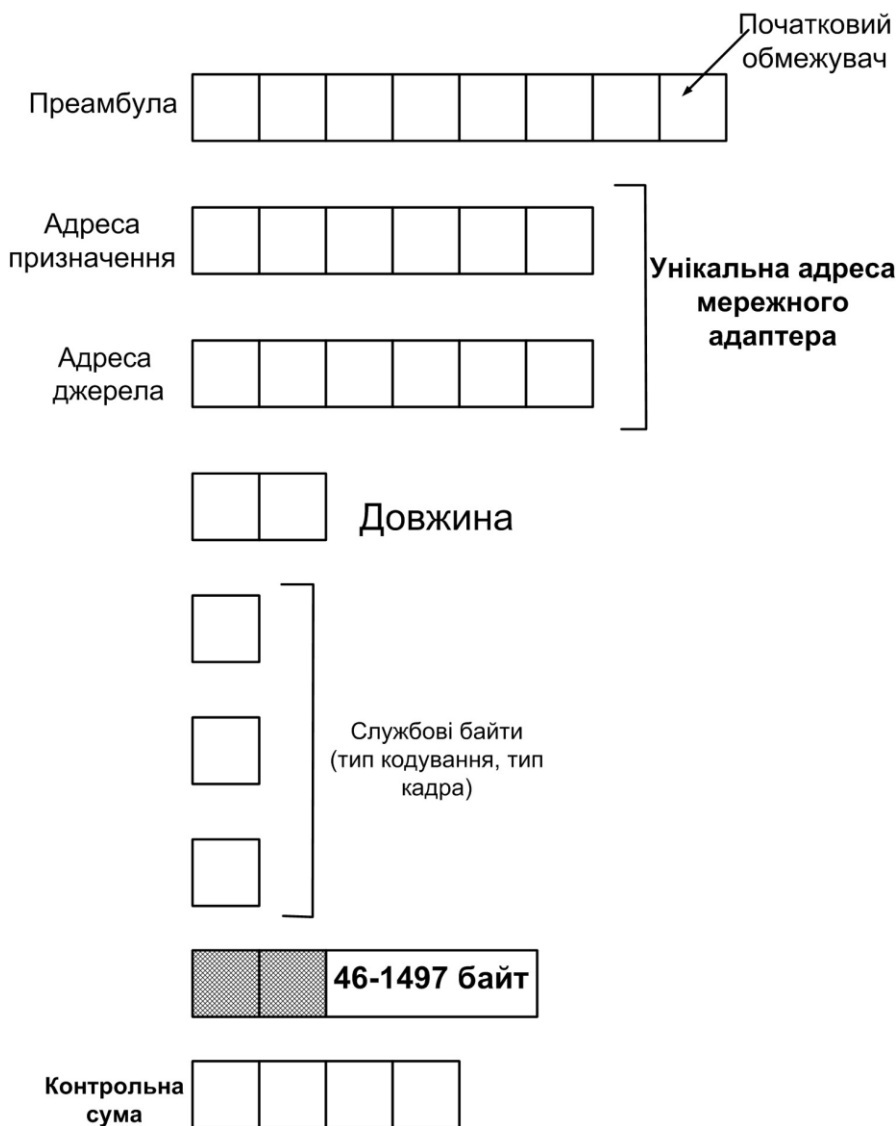 Початковий
обмежувач
Преамбула
Адреса
призначення
Унікальна адреса
мережного
адаптера
Адреса
джерела
Довжина
Службові байти
(тип кодування, тип
кадра)
46-1497 байт
Контрольна
сума